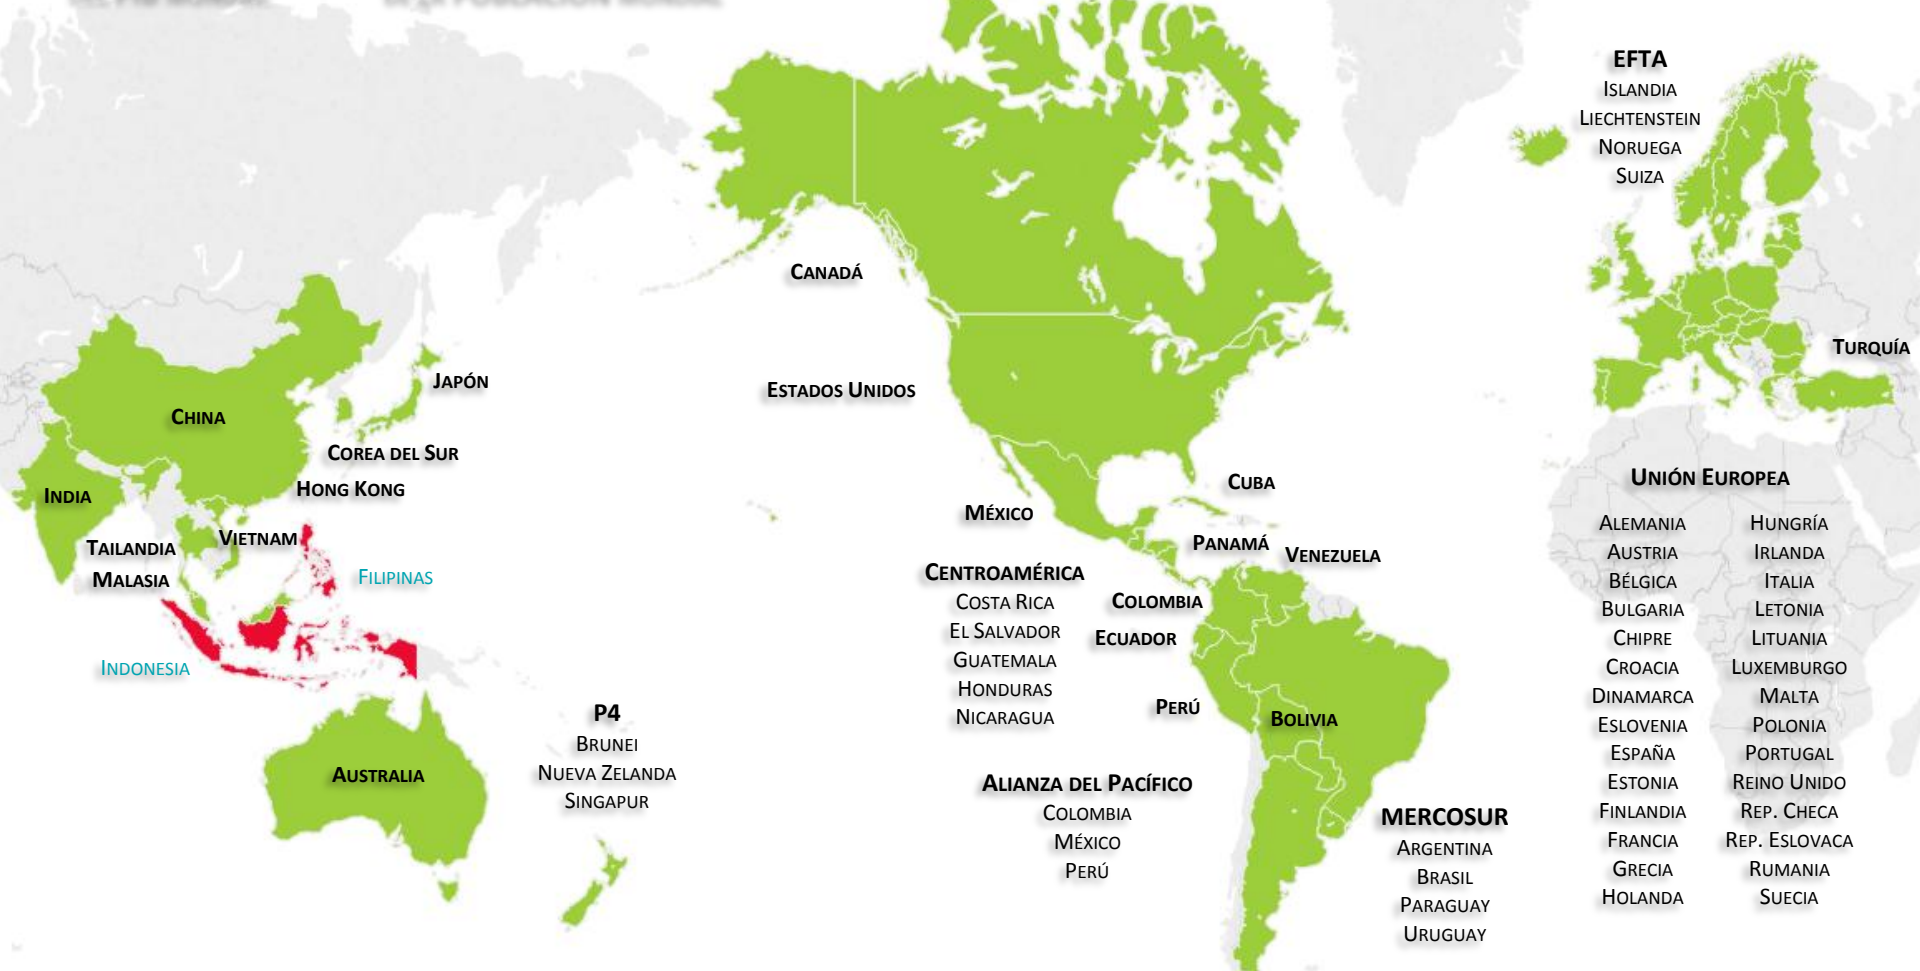 EFTA
ISLANDIA
LIECHTENSTEIN
NORUEGA
SUIZA
CANADÁ
TURQUÍA
JAPÓN
ESTADOS UNIDOS
CHINA
COREA DEL SUR
HONG KONG
INDIA
CUBA
MÉXICO
VIETNAM
TAILANDIA
MALASIA
FILIPINAS
INDONESIA
PANAMÁ
VENEZUELA
CENTROAMÉRICA
COSTA RICA
EL SALVADOR
GUATEMALA
HONDURAS
NICARAGUA
COLOMBIA
ECUADOR
PERÚ
BOLIVIA
P4
BRUNEI
NUEVA ZELANDA
SINGAPUR
AUSTRALIA
ALIANZA DEL PACÍFICO
COLOMBIA
MÉXICO
PERÚ
MERCOSUR
ARGENTINA
BRASIL
PARAGUAY
URUGUAY
UNIÓN EUROPEA
ALEMANIA
AUSTRIA
BÉLGICA
BULGARIA
CHIPRE
CROACIA
DINAMARCA
ESLOVENIA
ESPAÑA
ESTONIA
FINLANDIA
FRANCIA
GRECIA
HOLANDA
HUNGRÍA
IRLANDA
ITALIA
LETONIA
LITUANIA
LUXEMBURGO
MALTA
POLONIA
PORTUGAL
REINO UNIDO
REP. CHECA
REP. ESLOVACA
RUMANIA
SUECIA